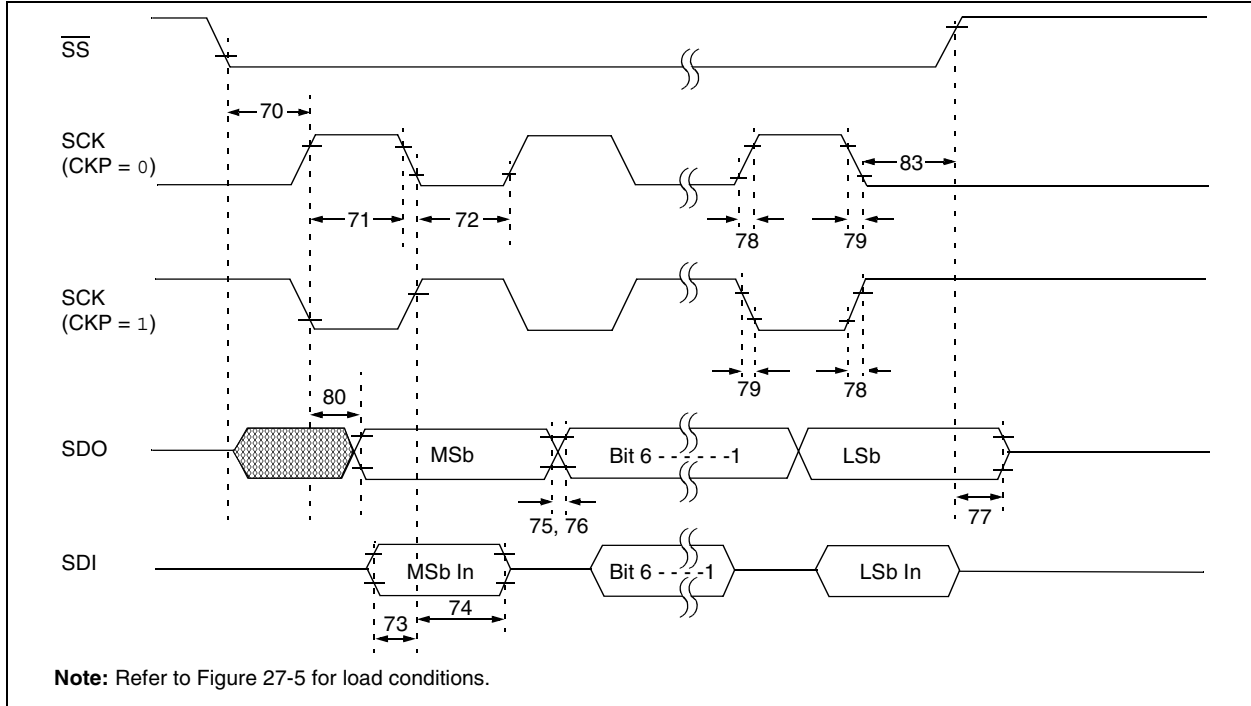 SS
70
SCK
(CKP = 0)
83
71
72
78
79
SCK
(CKP = 1)
79
78
80
SDO
MSb
Bit 6 - - - - - - -1
LSb
75, 76
77
SDI
MSb In
Bit 6 - - - - -1
LSb In
74
73
Note: Refer to Figure 27-5 for load conditions.